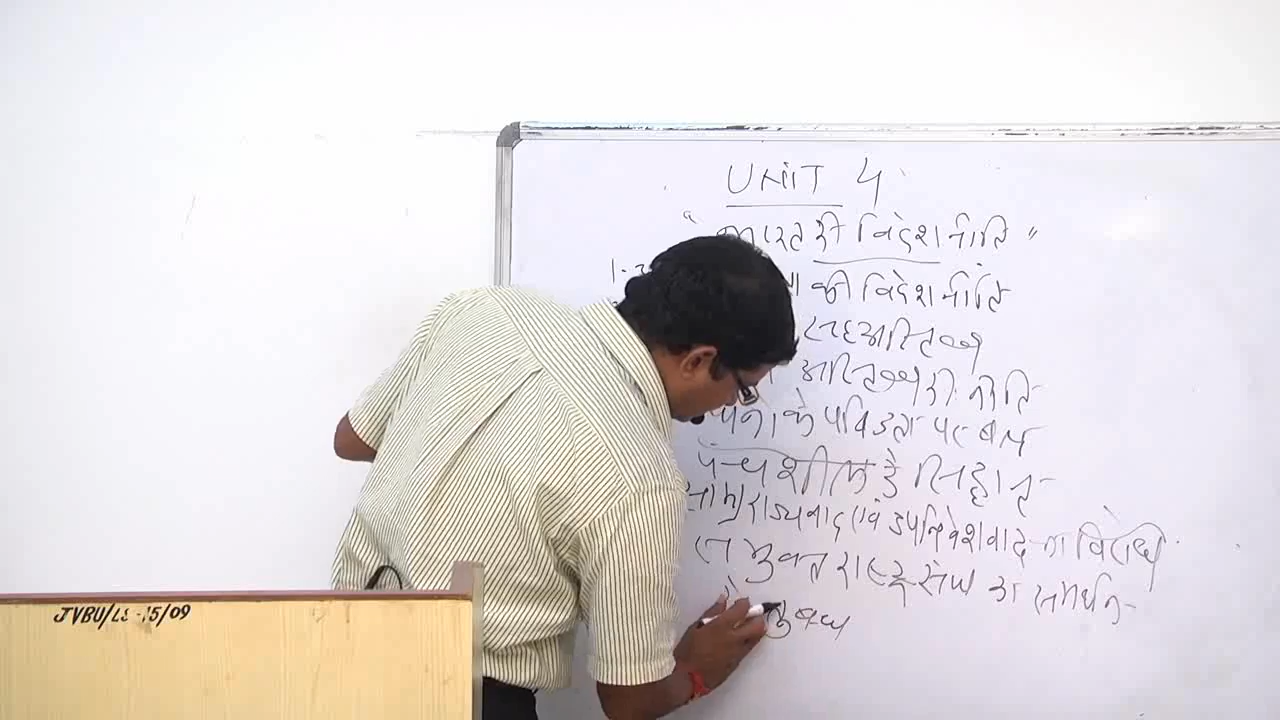 UNIT 4
"भारत की विदेश नीति"
1.
की विदेश नीति
सहअस्तित्व
अस्तित्व की नीति
के पवित्रता पर बल
पंचशील के सिद्धान्त
साम्राज्यवाद एवं उपनिवेशवाद का विरोध
संयुक्त राष्ट्र संघ का समर्थन
JVBU/LS-15/09